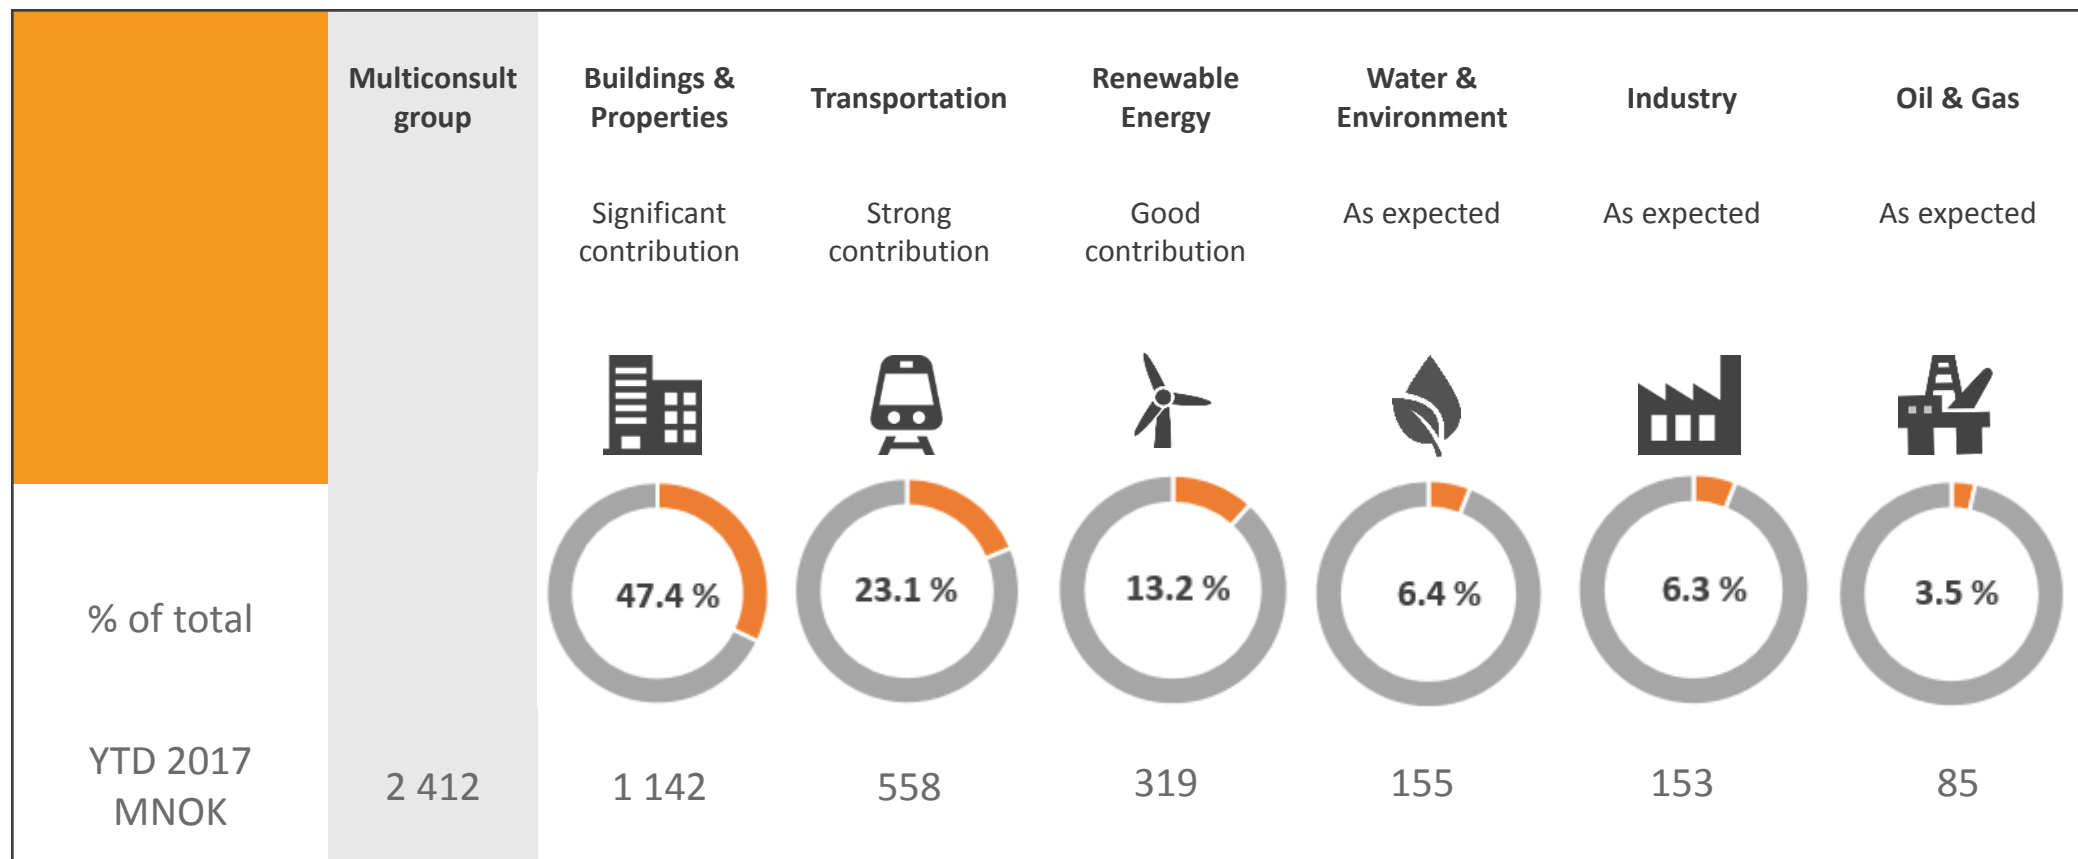 Multiconsult
group
Buildings &
Properties
Transportation
Renewable
Energy
Water &
Environment
Industry
Oil & Gas
Significant
contribution
Strong
contribution
Good
contribution
As expected
As expected
As expected
% of total
47.4 %
23.1 %
13.2 %
6.4 %
6.3 %
3.5 %
YTD 2017
MNOK
2 412
1 142
558
319
155
153
85